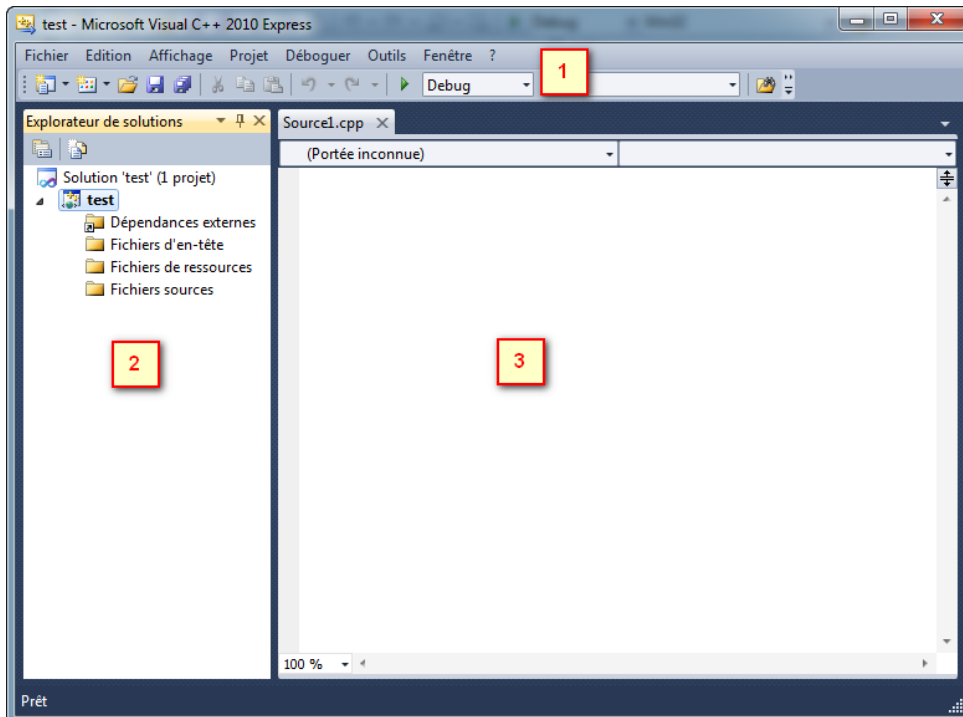 test - Microsoft Visual C++ 2010 Express
Fichier Edition Affichage Projet Déboguer Outils Fenêtre ?
1
Debug
Explorateur de solutions
Source1.cpp
(Portée inconnue)
Solution 'test' (1 projet)
test
Dépendances externes
Fichiers d'en-tête
Fichiers de ressources
Fichiers sources
2
3
100 %
Prêt